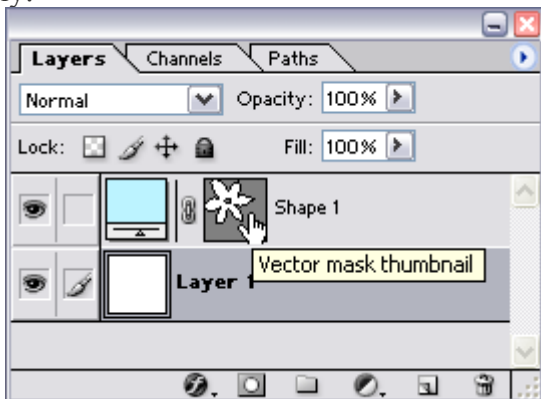 Layers Channels Paths
Normal Opacity: 100%
Lock: Fill: 100%
Shape 1
Vector mask thumbnail
Layer 1